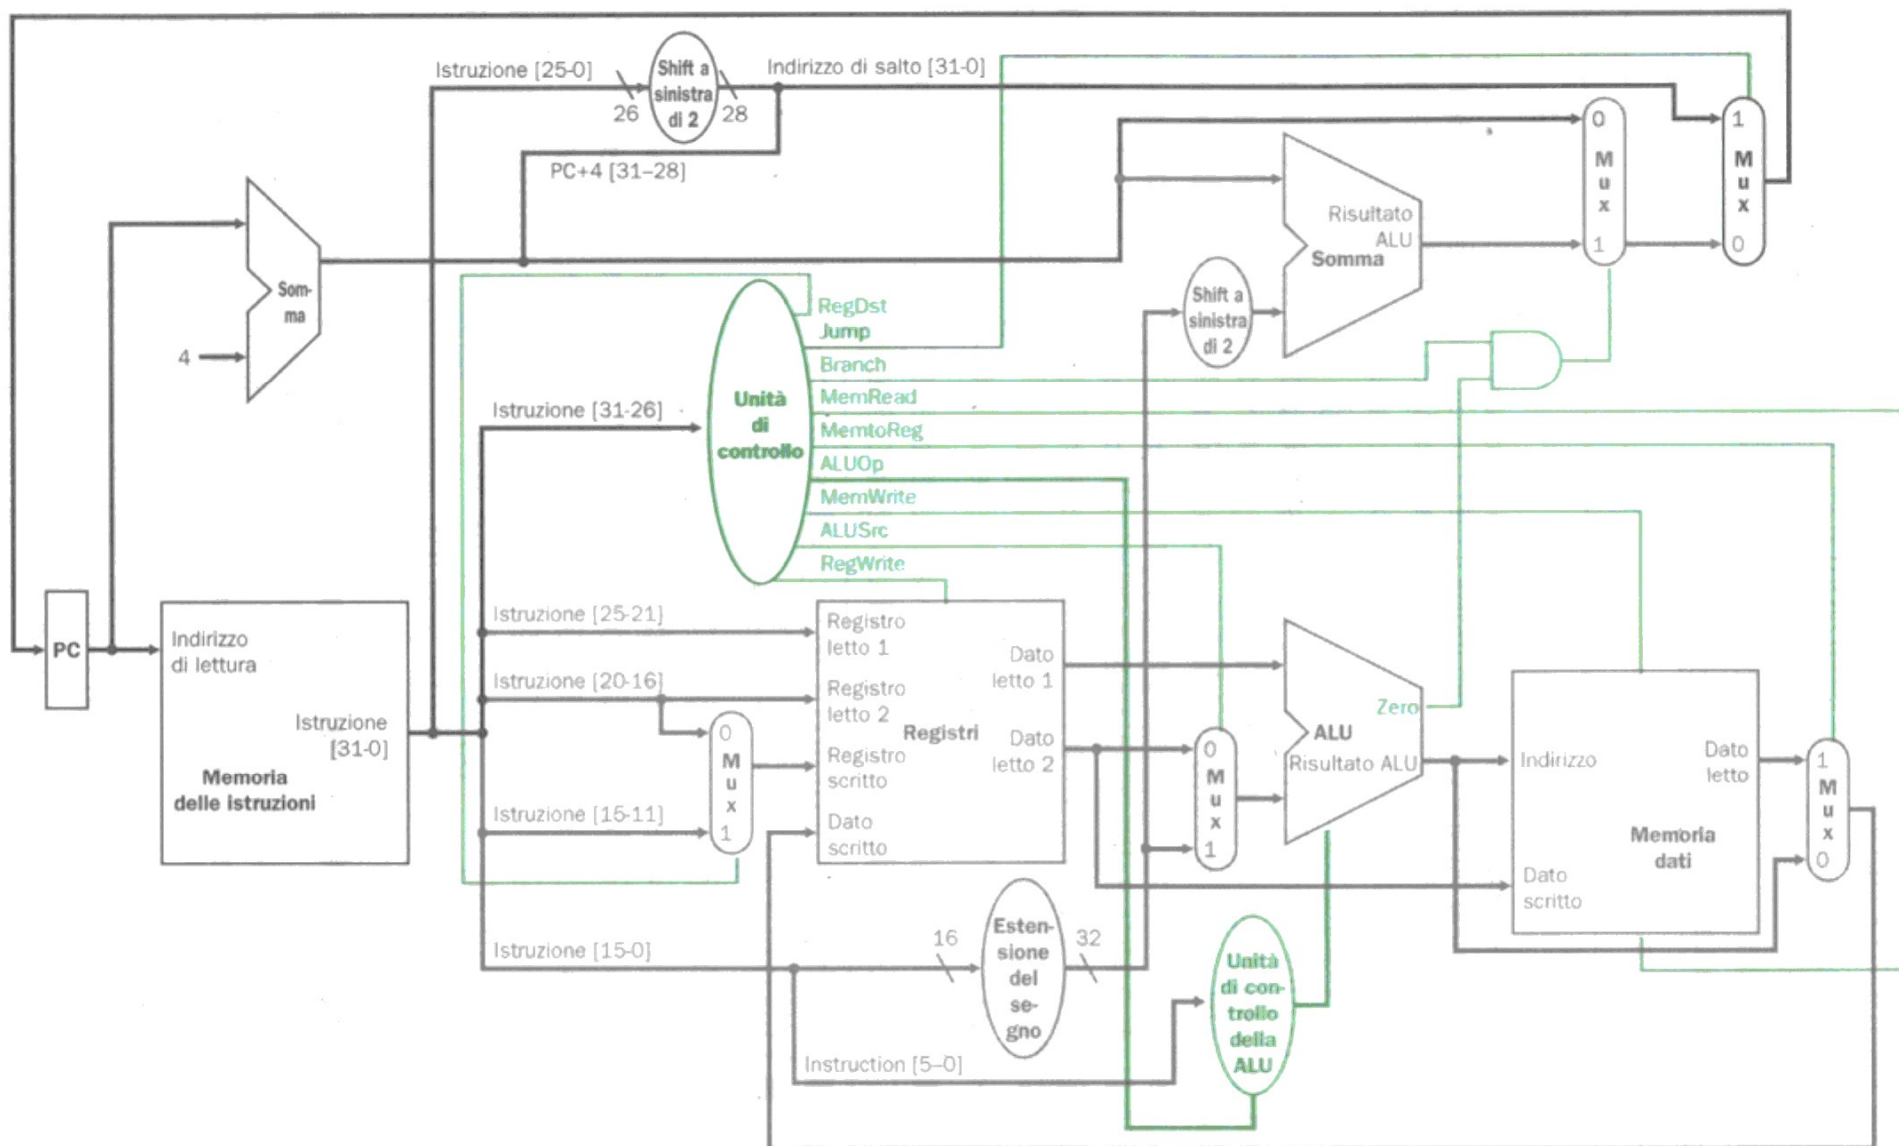 Istruzione [25-0]
26
Shift a
sinistra
di 2
28
Indirizzo di salto [31-0]
PC+4 [31–28]
4
Som-
ma
0
M
u
x
1
1
M
u
x
0
Risultato
ALU
Somma
Shift a
sinistra
di 2
Unità
di
controllo
RegDst
Jump
Branch
MemRead
MemtoReg
ALUOp
MemWrite
ALUSrc
RegWrite
Istruzione [31-26]
PC
Indirizzo
di lettura
Istruzione
[31-0]
Memoria
delle istruzioni
Istruzione [25-21]
Istruzione [20-16]
Istruzione [15-11]
Istruzione [15-0]
0
M
u
x
1
Registro
letto 1
Registro
letto 2
Registro
scritto
Dato
scritto
Registri
Dato
letto 1
Dato
letto 2
0
M
u
x
1
Zero
ALU
Risultato ALU
Indirizzo
Dato
scritto
Dato
letto
Memoria
dati
1
M
u
x
0
16
Esten-
sione
del
se-
gno
32
Unità
di con-
trollo
della
ALU
Instruction [5–0]